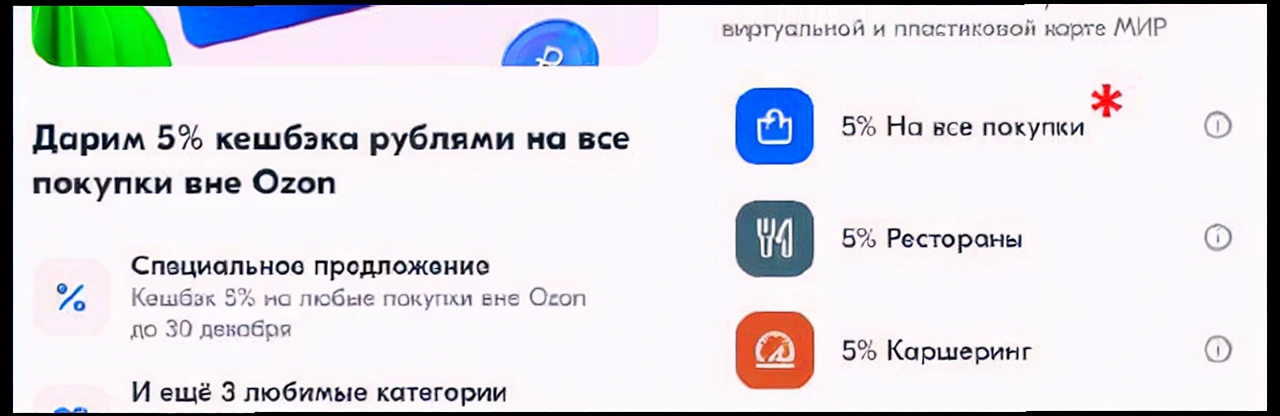 Дарим 5% кешбэка рублями на все
покупки вне Ozon
Специальное предложение
Кешбэк 5% на любые покупки вне Ozon
до 30 декабря
И ещё 3 любимые категории
виртуальной и пластиковой карте МИР
5% На все покупки *
5% Рестораны
5% Каршеринг